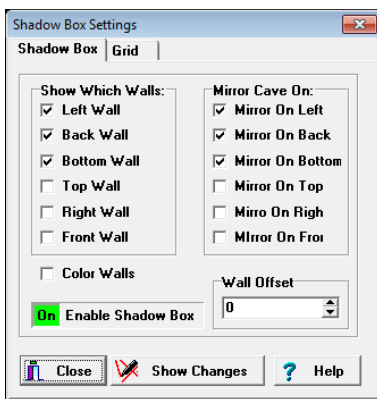 Shadow Box Settings
Shadow Box
Grid
Show Which Walls:
Left Wall
Back Wall
Bottom Wall
Top Wall
Right Wall
Front Wall
Mirror Cave On:
Mirror On Left
Mirror On Back
Mirror On Bottom
Mirror On Top
Mirro On Righ
MIrror On Fror
Color Walls
On Enable Shadow Box
Wall Offset
0
Close
Show Changes
? Help